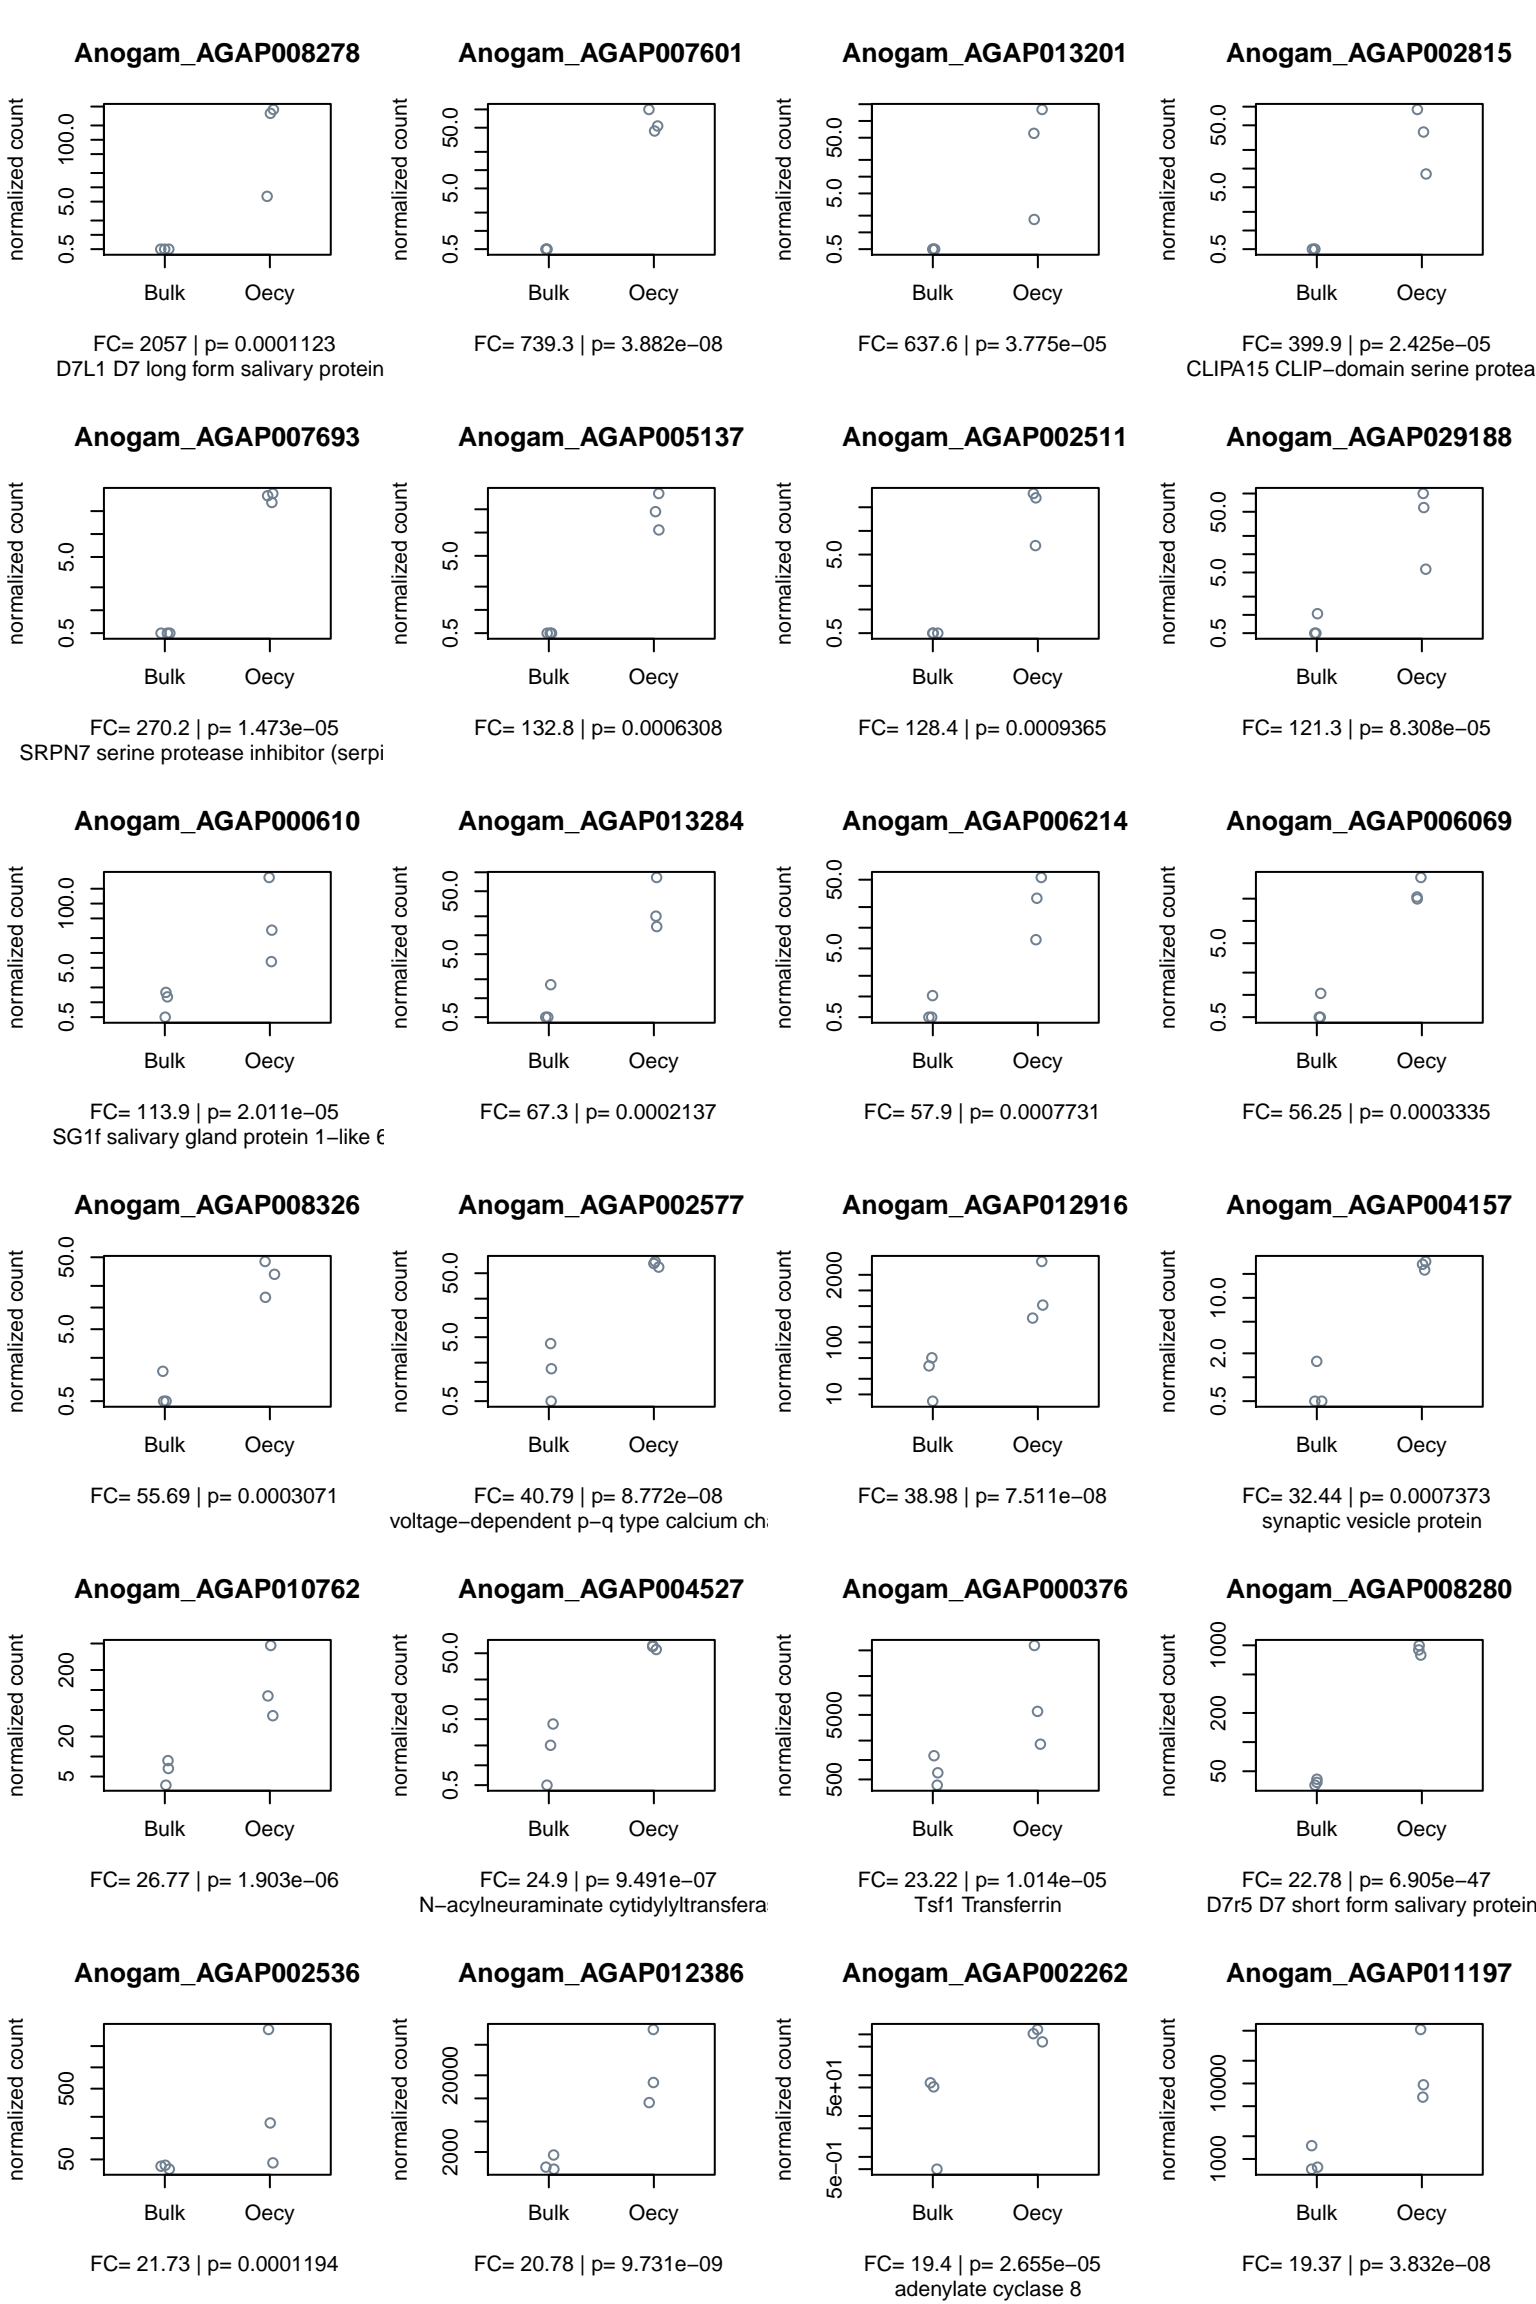 Anogam_AGAP008278 Anogam_AGAP007601 Anogam_AGAP013201 Anogam_AGAP002815
normalized count normalized count normalized count normalized count
100.0 50.0 50.0 50.0
5.0 5.0 5.0 5.0
0.5 0.5 0.5 0.5
Bulk Oecy Bulk Oecy Bulk Oecy Bulk Oecy
FC= 2057 | p= 0.0001123 FC= 739.3 | p= 3.882e−08 FC= 637.6 | p= 3.775e−05 FC= 399.9 | p= 2.425e−05
D7L1 D7 long form salivary protein CLIPA15 CLIP−domain serine protea
Anogam_AGAP007693 Anogam_AGAP005137 Anogam_AGAP002511 Anogam_AGAP029188
normalized count normalized count normalized count normalized count
50.0
5.0 5.0 5.0 5.0
0.5 0.5 0.5 0.5
Bulk Oecy Bulk Oecy Bulk Oecy Bulk Oecy
FC= 270.2 | p= 1.473e−05 FC= 132.8 | p= 0.0006308 FC= 128.4 | p= 0.0009365 FC= 121.3 | p= 8.308e−05
SRPN7 serine protease inhibitor (serpi
Anogam_AGAP000610 Anogam_AGAP013284 Anogam_AGAP006214 Anogam_AGAP006069
normalized count normalized count normalized count normalized count
100.0 50.0 50.0
5.0 5.0 5.0 5.0
0.5 0.5 0.5 0.5
Bulk Oecy Bulk Oecy Bulk Oecy Bulk Oecy
FC= 113.9 | p= 2.011e−05 FC= 67.3 | p= 0.0002137 FC= 57.9 | p= 0.0007731 FC= 56.25 | p= 0.0003335
SG1f salivary gland protein 1−like 6
Anogam_AGAP008326 Anogam_AGAP002577 Anogam_AGAP012916 Anogam_AGAP004157
normalized count normalized count normalized count normalized count
50.0 50.0 2000 10.0
5.0 5.0 100 2.0
0.5 0.5 10 0.5
Bulk Oecy Bulk Oecy Bulk Oecy Bulk Oecy
FC= 55.69 | p= 0.0003071 FC= 40.79 | p= 8.772e−08 FC= 38.98 | p= 7.511e−08 FC= 32.44 | p= 0.0007373
voltage−dependent p−q type calcium cha synaptic vesicle protein
Anogam_AGAP010762 Anogam_AGAP004527 Anogam_AGAP000376 Anogam_AGAP008280
normalized count normalized count normalized count normalized count
200 50.0 5000 1000
20 5.0 500 200
5 0.5 50
Bulk Oecy Bulk Oecy Bulk Oecy Bulk Oecy
FC= 26.77 | p= 1.903e−06 FC= 24.9 | p= 9.491e−07 FC= 23.22 | p= 1.014e−05 FC= 22.78 | p= 6.905e−47
N−acylneuraminate cytidylyltransferas Tsf1 Transferrin D7r5 D7 short form salivary protein
Anogam_AGAP002536 Anogam_AGAP012386 Anogam_AGAP002262 Anogam_AGAP011197
normalized count normalized count normalized count normalized count
500 20000 5e+01 10000
50 2000 5e−01 1000
Bulk Oecy Bulk Oecy Bulk Oecy Bulk Oecy
FC= 21.73 | p= 0.0001194 FC= 20.78 | p= 9.731e−09 FC= 19.4 | p= 2.655e−05 FC= 19.37 | p= 3.832e−08
adenylate cyclase 8